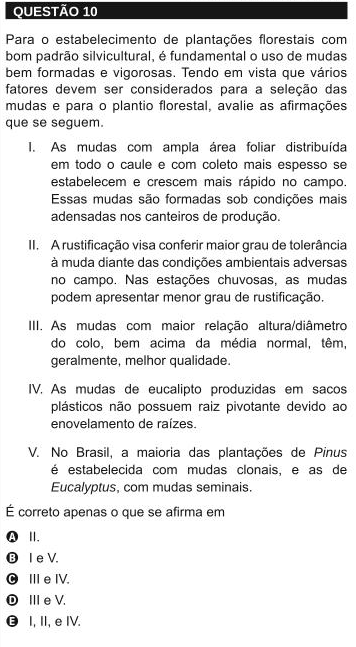 QUESTÃO 10
Para o estabelecimento de plantações florestais com
bom padrão silvicultural, é fundamental o uso de mudas
bem formadas e vigorosas. Tendo em vista que vários
fatores devem ser considerados para a seleção das
mudas e para o plantio florestal, avalie as afirmações
que se seguem.
I. As mudas com ampla área foliar distribuída
em todo o caule e com coleto mais espesso se
estabelecem e crescem mais rápido no campo.
Essas mudas são formadas sob condições mais
adensadas nos canteiros de produção.
II. A rustificação visa conferir maior grau de tolerância
à muda diante das condições ambientais adversas
no campo. Nas estações chuvosas, as mudas
podem apresentar menor grau de rustificação.
III. As mudas com maior relação altura/diâmetro
do colo, bem acima da média normal, têm,
geralmente, melhor qualidade.
IV. As mudas de eucalipto produzidas em sacos
plásticos não possuem raiz pivotante devido ao
enovelamento de raízes.
V. No Brasil, a maioria das plantações de Pinus
é estabelecida com mudas clonais, e as de
Eucalyptus, com mudas seminais.
É correto apenas o que se afirma em
A II.
B I e V.
C III e IV.
D III e V.
E I, II, e IV.